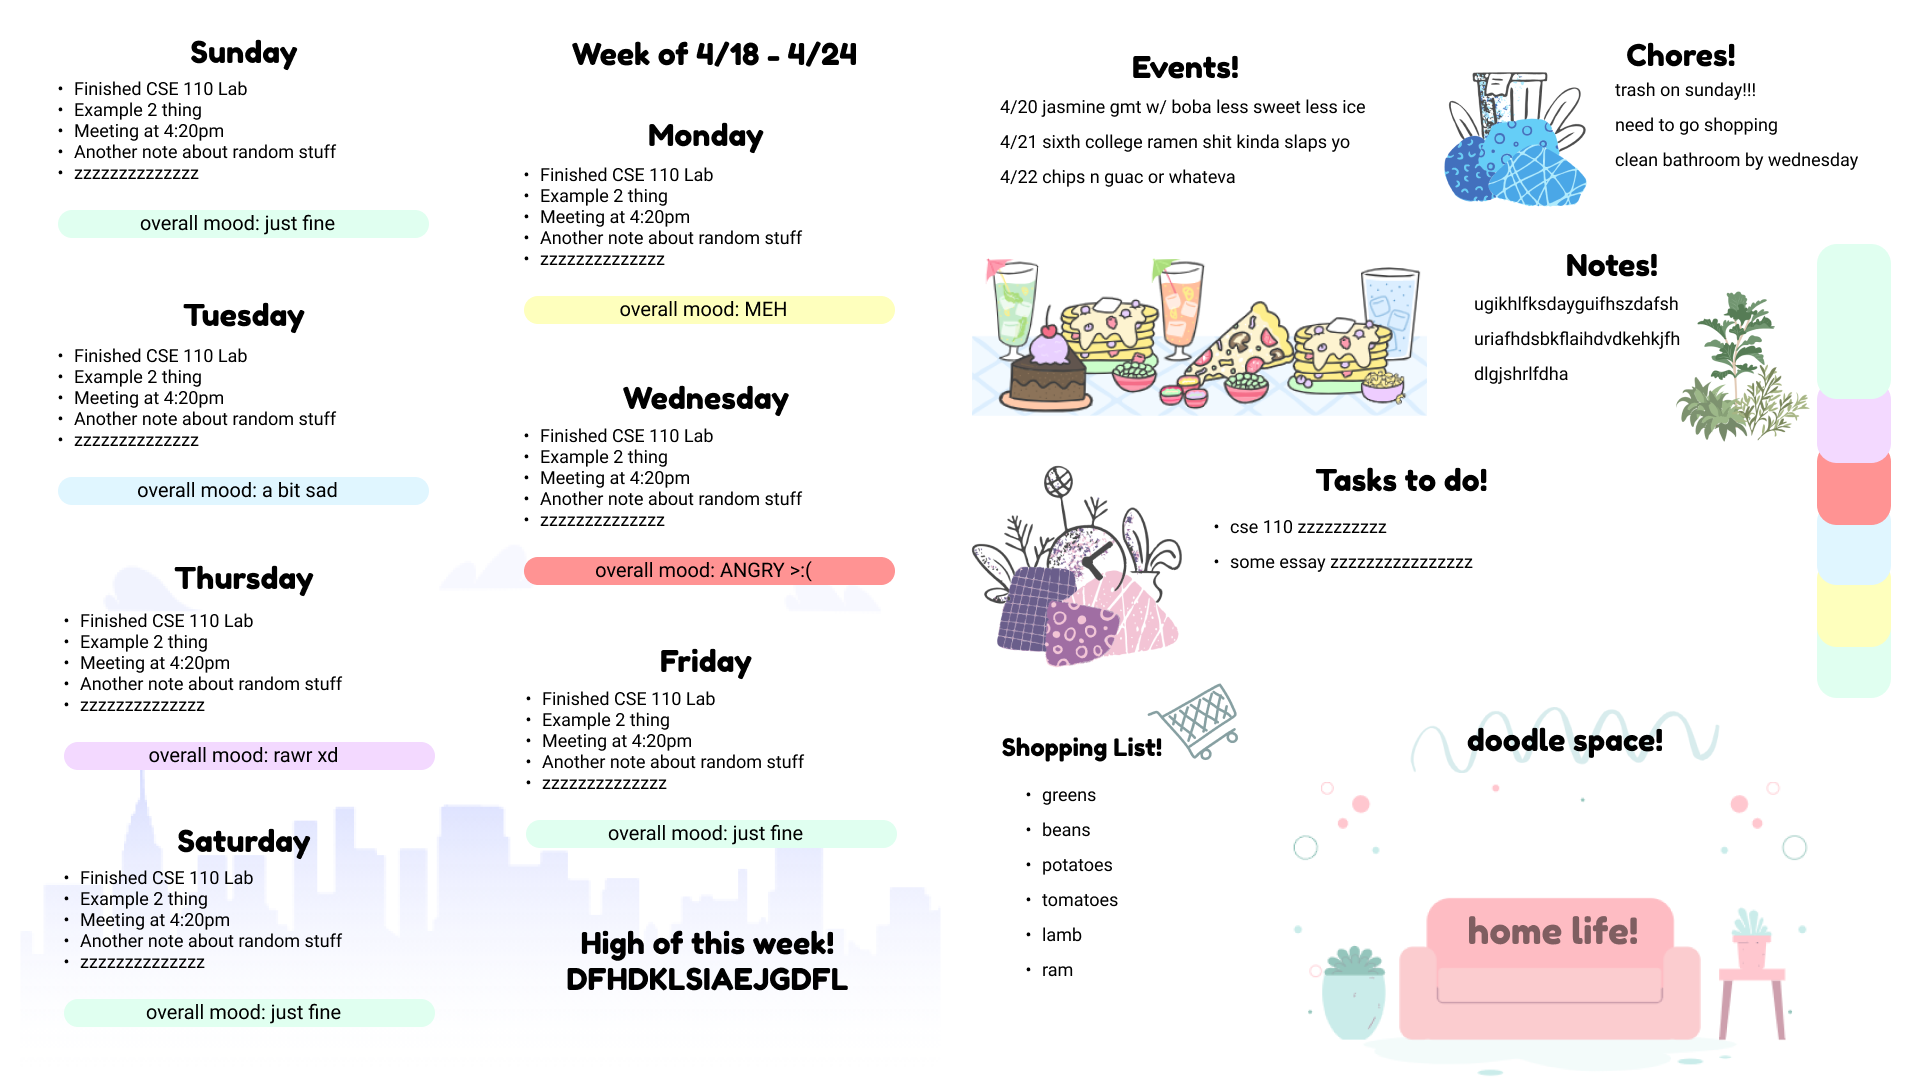 Sunday
• Finished CSE 110 Lab
• Example 2 thing
• Meeting at 4:20pm
• Another note about random stuff
• zzzzzzzzzzzzzz
overall mood: just fine
Week of 4/18 - 4/24
Monday
• Finished CSE 110 Lab
• Example 2 thing
• Meeting at 4:20pm
• Another note about random stuff
• zzzzzzzzzzzzzz
overall mood: MEH
Tuesday
• Finished CSE 110 Lab
• Example 2 thing
• Meeting at 4:20pm
• Another note about random stuff
• zzzzzzzzzzzzzz
overall mood: a bit sad
Wednesday
• Finished CSE 110 Lab
• Example 2 thing
• Meeting at 4:20pm
• Another note about random stuff
• zzzzzzzzzzzzzz
overall mood: ANGRY >:(
Thursday
• Finished CSE 110 Lab
• Example 2 thing
• Meeting at 4:20pm
• Another note about random stuff
• zzzzzzzzzzzzzz
overall mood: rawr xd
Friday
• Finished CSE 110 Lab
• Example 2 thing
• Meeting at 4:20pm
• Another note about random stuff
• zzzzzzzzzzzzzz
overall mood: just fine
Saturday
• Finished CSE 110 Lab
• Example 2 thing
• Meeting at 4:20pm
• Another note about random stuff
• zzzzzzzzzzzzzz
overall mood: just fine
High of this week!
DFHDKLSIAEJGDFL
Events!
4/20 jasmine gmt w/ boba less sweet less ice
4/21 sixth college ramen shit kinda slaps yo
4/22 chips n guac or whateva
Chores!
trash on sunday!!!
need to go shopping
clean bathroom by wednesday
Notes!
ugikhlfksdayguifhszdafsh
uriafhdsbkflaihdvdkehkjfh
dlgjshrlfdha
Tasks to do!
• cse 110 zzzzzzzzzz
• some essay zzzzzzzzzzzzzzzz
Shopping List!
• greens
• beans
• potatoes
• tomatoes
• lamb
• ram
doodle space!
home life!